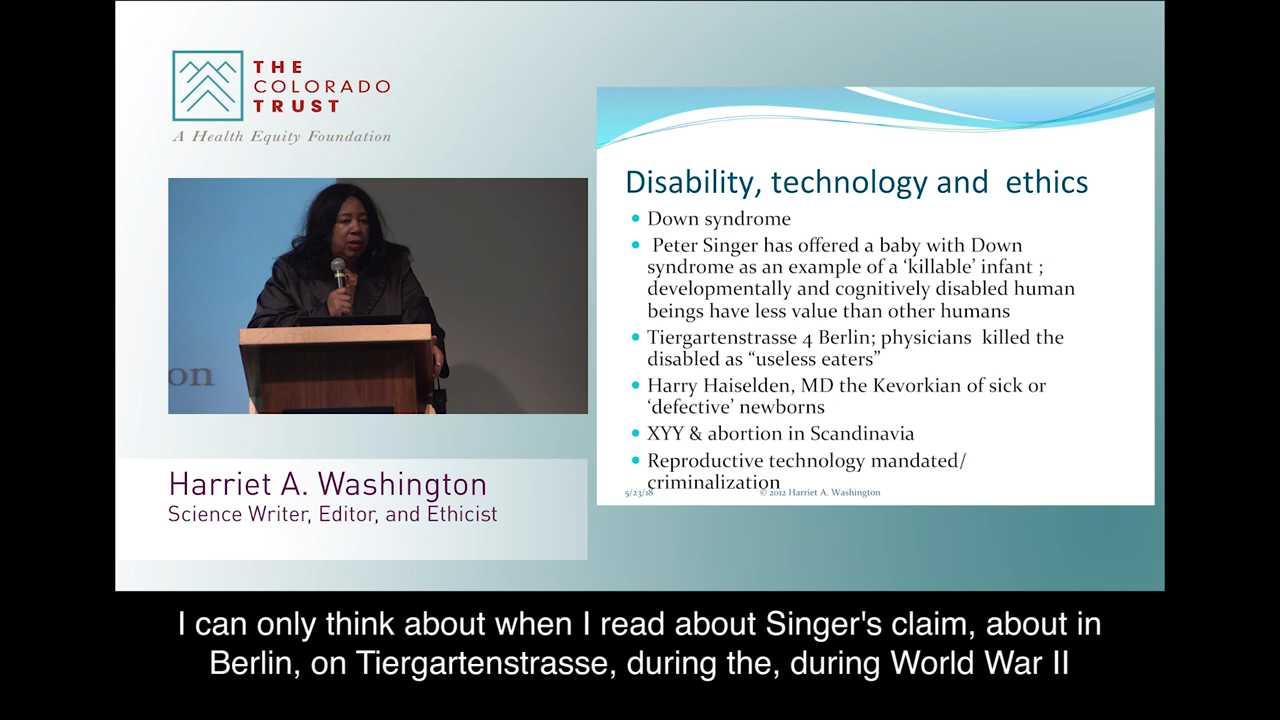 THE
COLORADO
TRUST
A Health Equity Foundation
on
Harriet A. Washington
Science Writer, Editor, and Ethicist
Disability, technology and ethics
Down syndrome
Peter Singer has offered a baby with Down
syndrome as an example of a ‘killable’ infant ;
developmentally and cognitively disabled human
beings have less value than other humans
Tiergartenstrasse 4 Berlin; physicians killed the
disabled as “useless eaters”
Harry Haiselden, MD the Kevorkian of sick or
‘defective’ newborns
XYY & abortion in Scandinavia
Reproductive technology mandated/
criminalization
5/23/18 © 2012 Harriet A. Washington
I can only think about when I read about Singer's claim, about in
Berlin, on Tiergartenstrasse, during the, during World War II